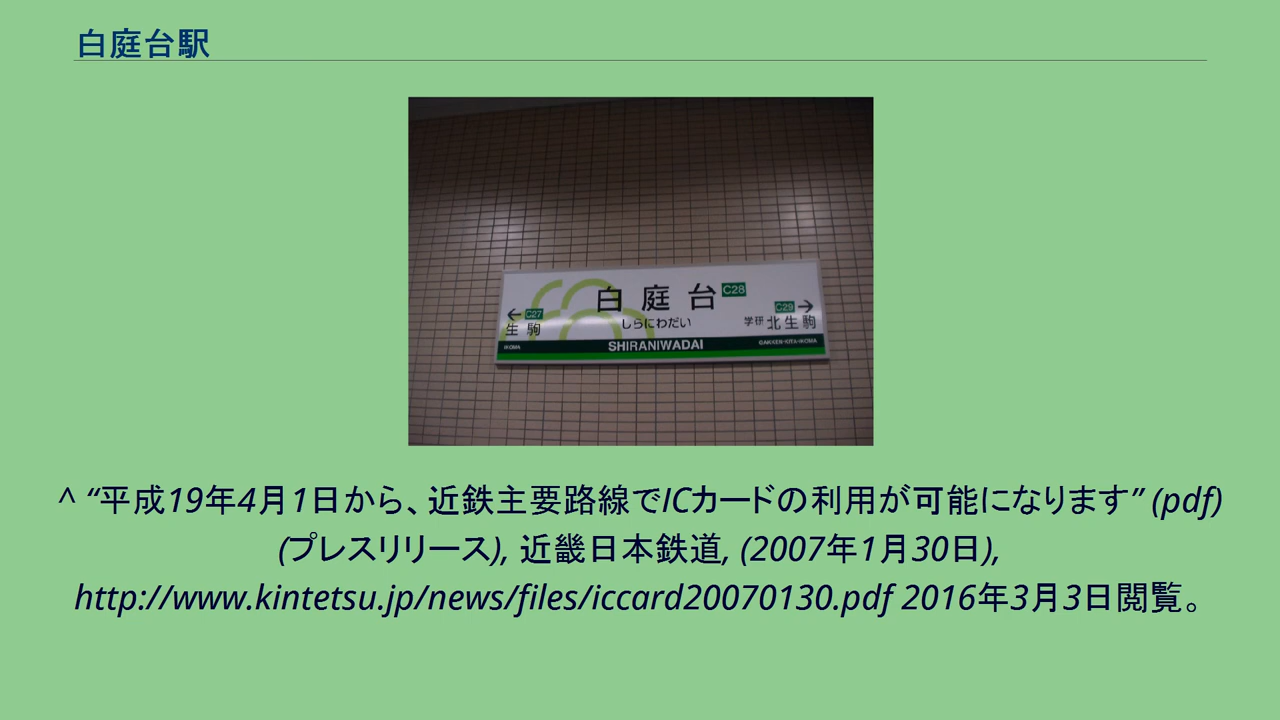 白庭台駅
白庭台 C28
しらにわだい
← C27
生駒
C29 →
学研北生駒
IKOMA
SHIRANIWADAI
GAKKEN-KITA-IKOMA
^ “平成19年4月1日から、近鉄主要路線でICカードの利用が可能になります” (pdf)
(プレスリリース), 近畿日本鉄道, (2007年1月30日),
http://www.kintetsu.jp/news/files/iccard20070130.pdf 2016年3月3日閲覧。